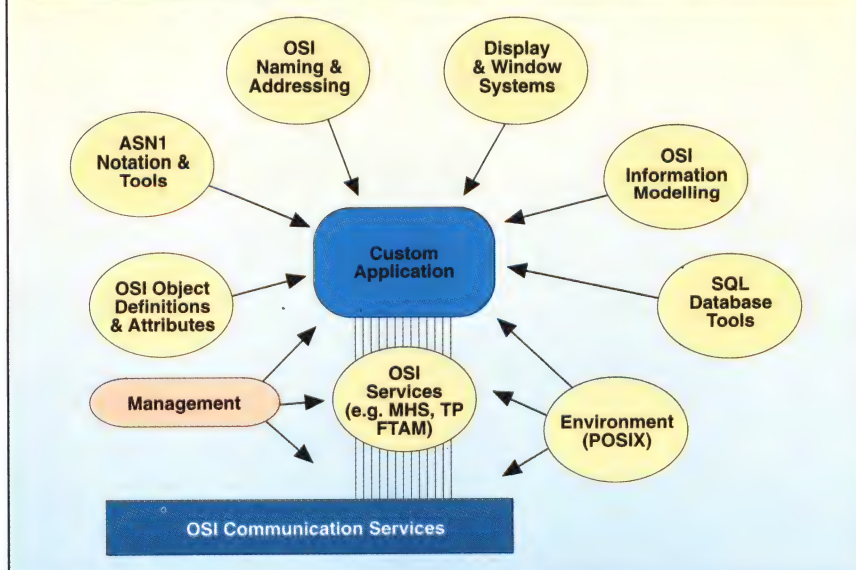 OSI
Naming &
Addressing
Display
& Window
Systems
ASN1
Notation &
Tools
OSI
Information
Modelling
Custom
Application
OSI Object
Definitions
& Attributes
SQL
Database
Tools
Management
OSI
Services
(e.g. MHS, TP
FTAM)
Environment
(POSIX)
OSI Communication Services